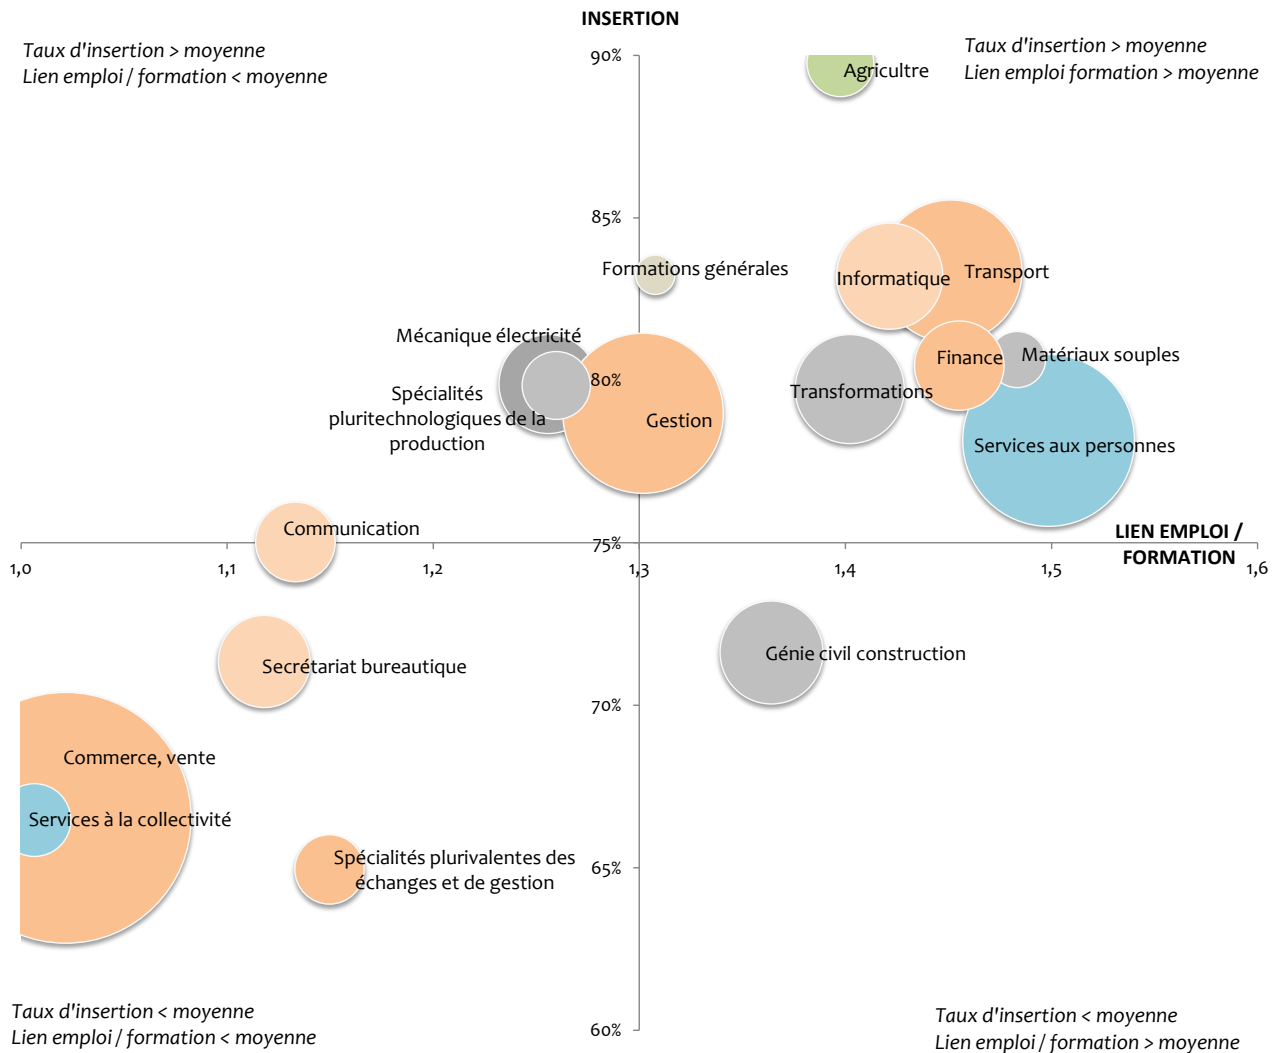 INSERTION
Taux d'insertion > moyenne
Lien emploi / formation < moyenne
Taux d'insertion > moyenne
Lien emploi formation > moyenne
90%
Agricultre
85%
Formations générales
Informatique
Transport
Mécanique électricité
Finance
Matériaux souples
80%
Spécialités
pluritechnologiques de la
production
Transformations
Gestion
Services aux personnes
Communication
LIEN EMPLOI /
FORMATION
75%
1,0
1,1
1,2
1,3
1,4
1,5
1,6
Secrétariat bureautique
Génie civil construction
70%
Commerce, vente
Services à la collectivité
65%
Spécialités plurivalentes des
échanges et de gestion
Taux d'insertion < moyenne
Lien emploi / formation < moyenne
60%
Taux d'insertion < moyenne
Lien emploi / formation > moyenne